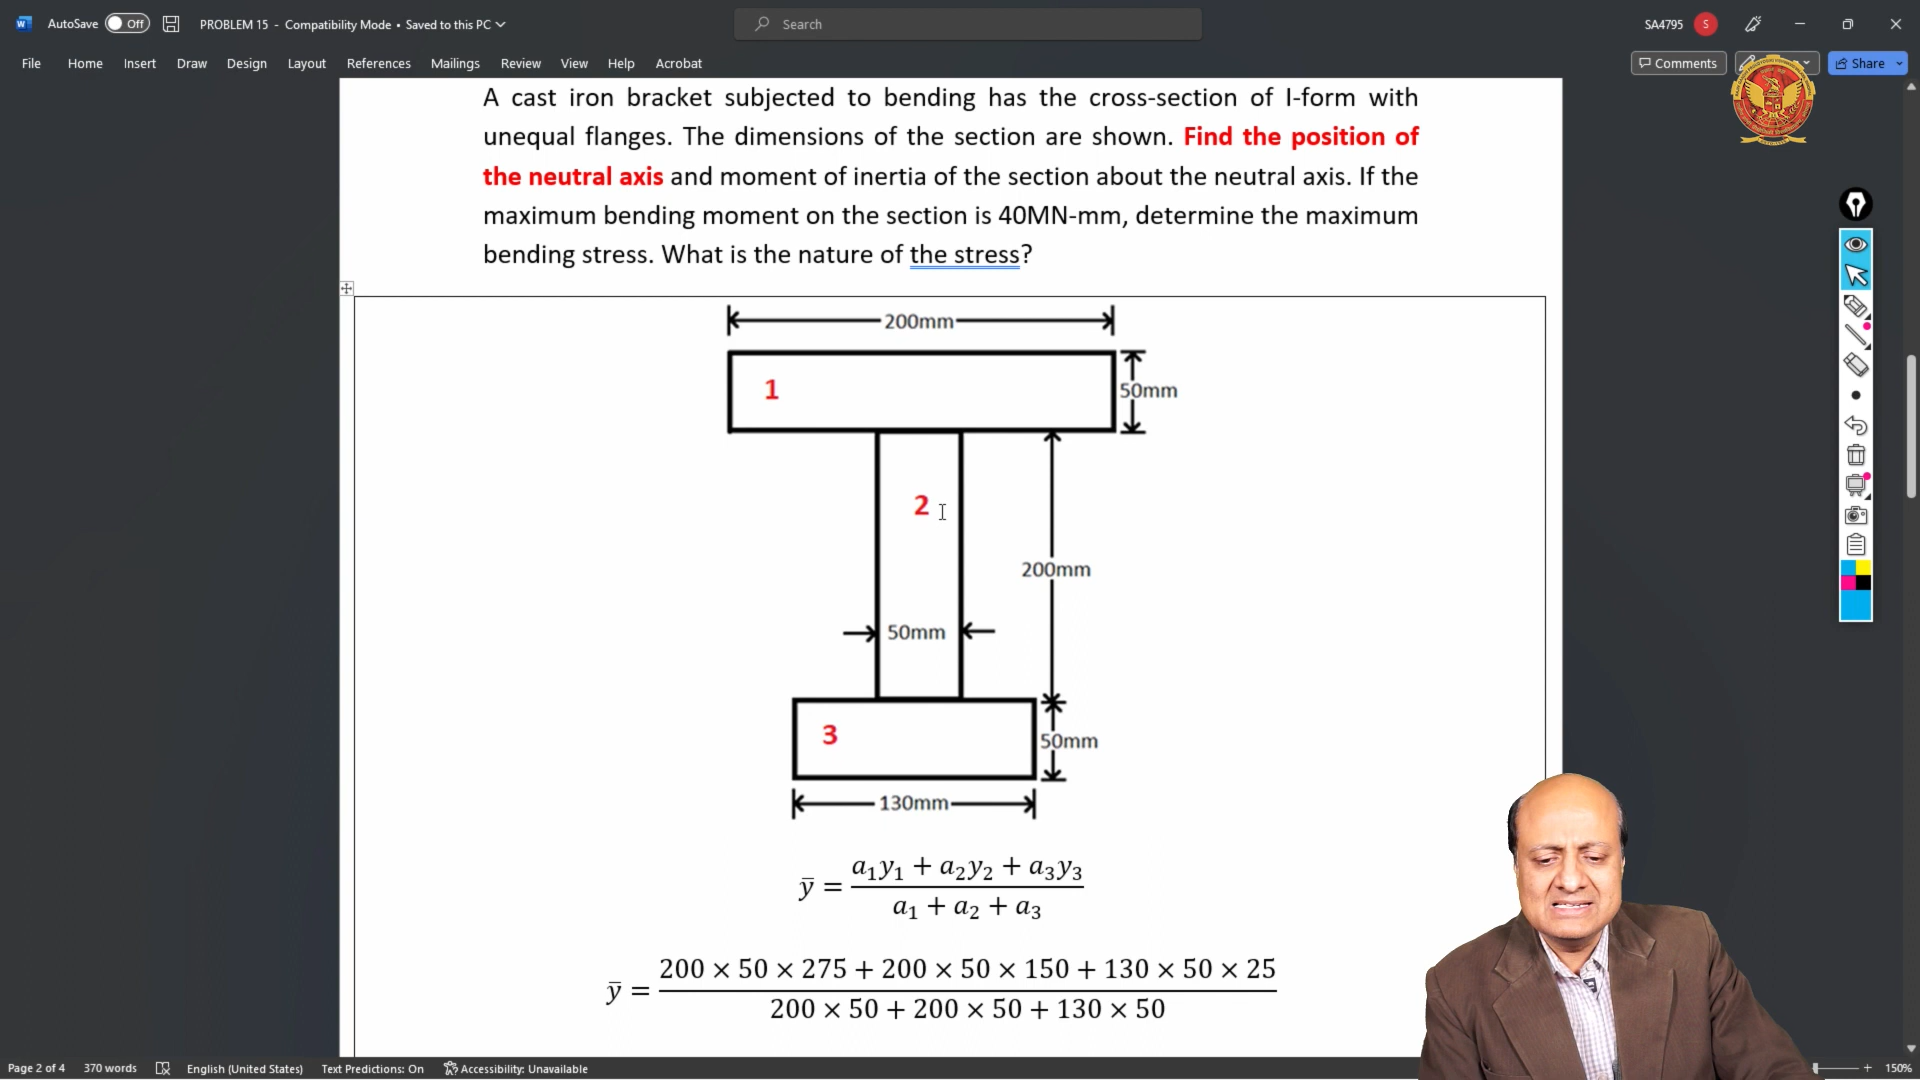 AutoSave Off PROBLEM 15 - Compatibility Mode • Saved to this PC Search SA4795 S
File Home Insert Draw Design Layout References Mailings Review View Help Acrobat Comments Share
A cast iron bracket subjected to bending has the cross-section of I-form with
unequal flanges. The dimensions of the section are shown. Find the position of
the neutral axis and moment of inertia of the section about the neutral axis. If the
maximum bending moment on the section is 40MN-mm, determine the maximum
bending stress. What is the nature of the stress?
200mm
1
50mm
2
200mm
50mm
3
50mm
130mm
ȳ = (a₁y₁ + a₂y₂ + a₃y₃) / (a₁ + a₂ + a₃)
ȳ = (200 × 50 × 275 + 200 × 50 × 150 + 130 × 50 × 25) / (200 × 50 + 200 × 50 + 130 × 50)
Page 2 of 4 370 words English (United States) Text Predictions: On Accessibility: Unavailable + 150%